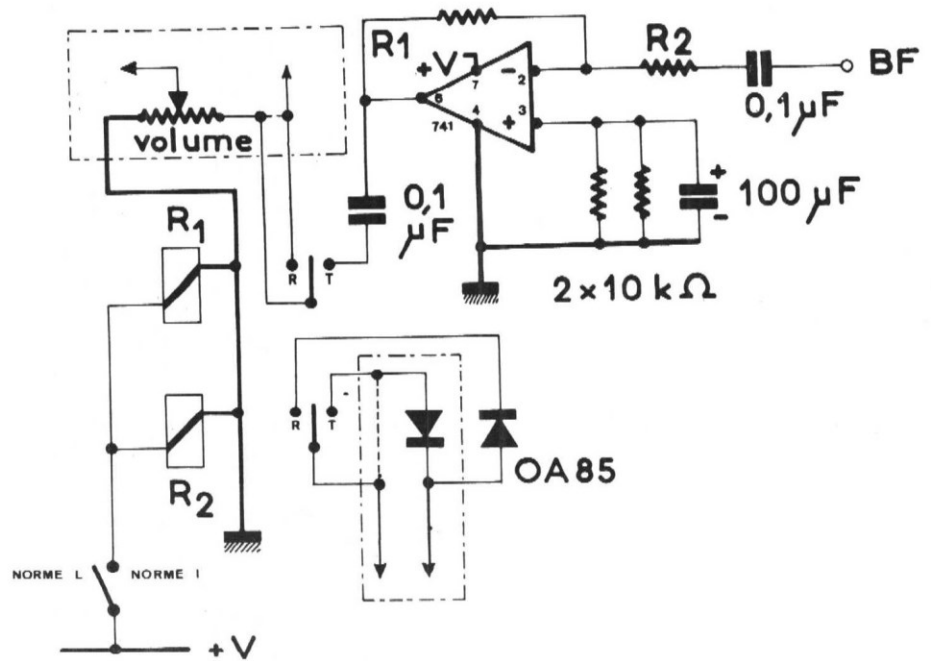 R1
R2
+V
7
-
2
BF
0,1 µF
6
4
3
+
741
volume
0,1
µF
+
100 µF
-
R
T
R1
2×10 kΩ
R
T
OA85
R2
NORME L
NORME I
+V